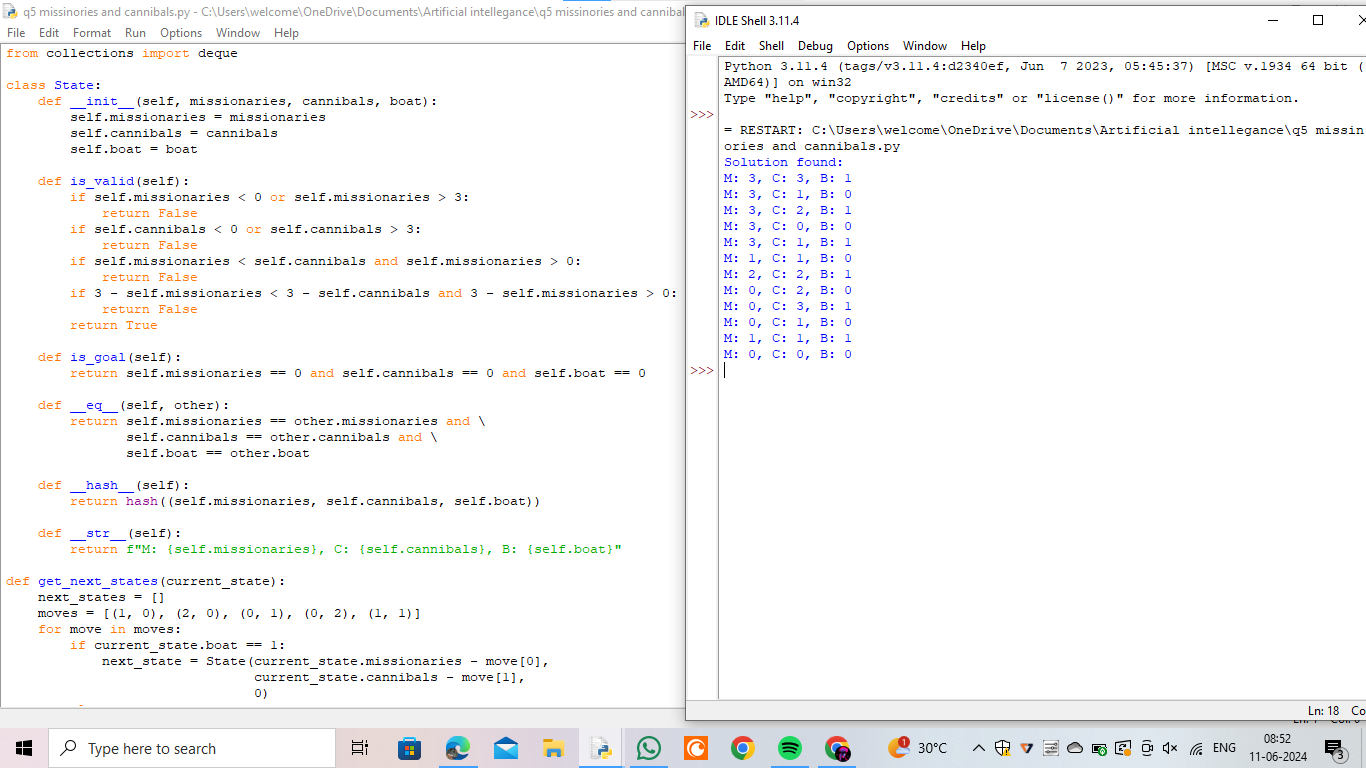 q5 missinories and cannibals.py - C:\Users\welcome\OneDrive\Documents\Artificial intellegance\q5 missinories and cannibal
File Edit Format Run Options Window Help
from collections import deque
class State:
    def __init__(self, missionaries, cannibals, boat):
        self.missionaries = missionaries
        self.cannibals = cannibals
        self.boat = boat
    def is_valid(self):
        if self.missionaries < 0 or self.missionaries > 3:
            return False
        if self.cannibals < 0 or self.cannibals > 3:
            return False
        if self.missionaries < self.cannibals and self.missionaries > 0:
            return False
        if 3 - self.missionaries < 3 - self.cannibals and 3 - self.missionaries > 0:
            return False
        return True
    def is_goal(self):
        return self.missionaries == 0 and self.cannibals == 0 and self.boat == 0
    def __eq__(self, other):
        return self.missionaries == other.missionaries and \
               self.cannibals == other.cannibals and \
               self.boat == other.boat
    def __hash__(self):
        return hash((self.missionaries, self.cannibals, self.boat))
    def __str__(self):
        return f"M: {self.missionaries}, C: {self.cannibals}, B: {self.boat}"
def get_next_states(current_state):
    next_states = []
    moves = [(1, 0), (2, 0), (0, 1), (0, 2), (1, 1)]
    for move in moves:
        if current_state.boat == 1:
            next_state = State(current_state.missionaries - move[0],
                               current_state.cannibals - move[1],
                               0)
IDLE Shell 3.11.4
File Edit Shell Debug Options Window Help
Python 3.11.4 (tags/v3.11.4:d2340ef, Jun  7 2023, 05:45:37) [MSC v.1934 64 bit (
AMD64)] on win32
Type "help", "copyright", "credits" or "license()" for more information.
>>>
= RESTART: C:\Users\welcome\OneDrive\Documents\Artificial intellegance\q5 missin
ories and cannibals.py
Solution found:
M: 3, C: 3, B: 1
M: 3, C: 1, B: 0
M: 3, C: 2, B: 1
M: 3, C: 0, B: 0
M: 3, C: 1, B: 1
M: 1, C: 1, B: 0
M: 2, C: 2, B: 1
M: 0, C: 2, B: 0
M: 0, C: 3, B: 1
M: 0, C: 1, B: 0
M: 1, C: 1, B: 1
M: 0, C: 0, B: 0
>>>
Ln: 18 Co
Type here to search
1
30°C
ENG
08:52
11-06-2024
3